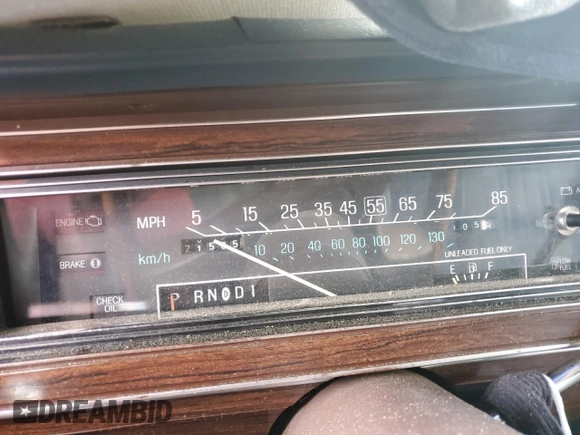 5 15 25 35 45 55 65 75 85
MPH
ENGINE
km/h
10 20 40 60 80 100 120 130
UNLEADED FUEL ONLY
BRAKE
E F
P RNDD1
CHECK
OIL
DREAMBID